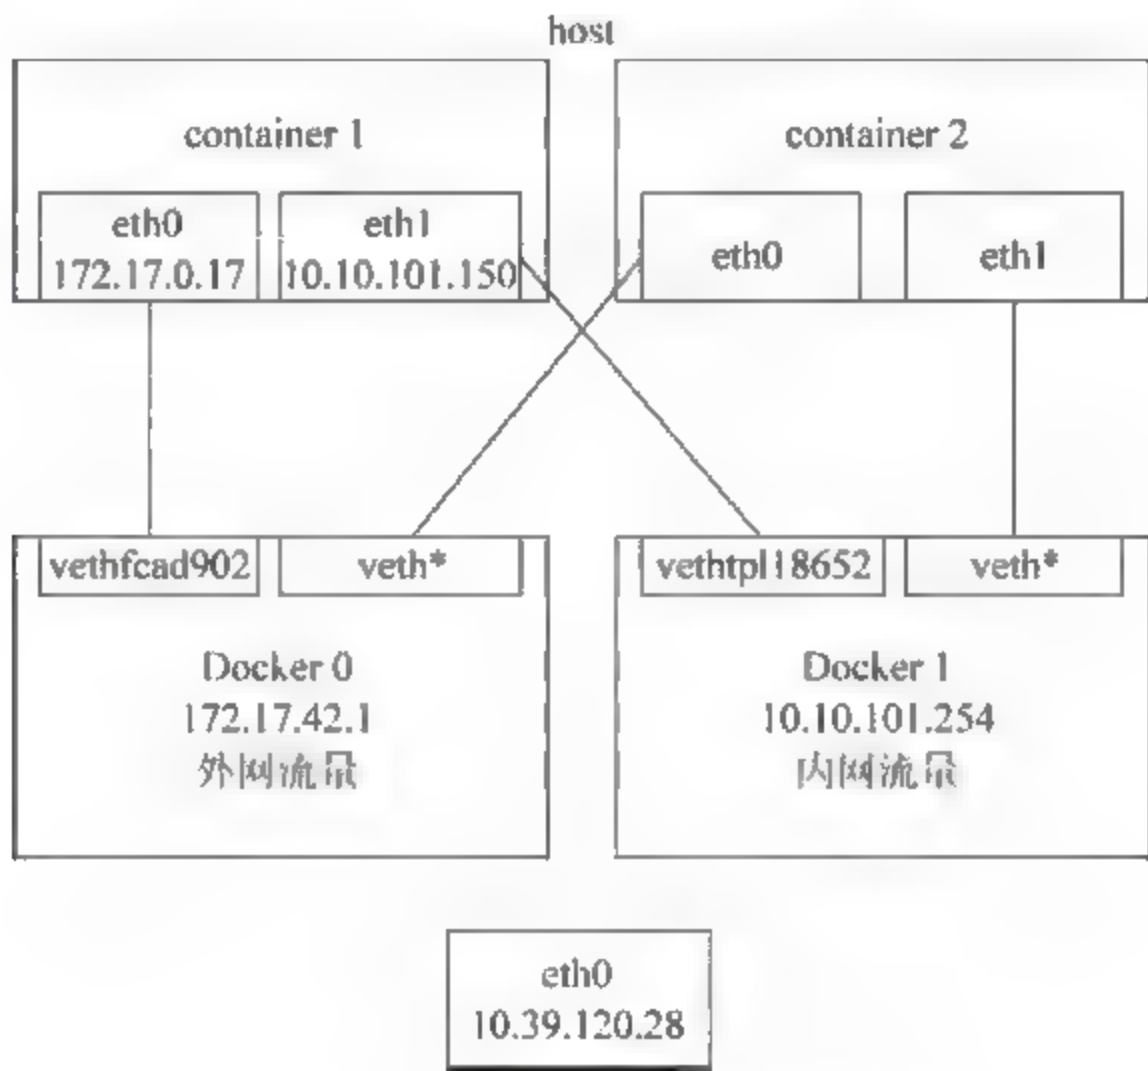 host
container 1
container 2
eth0
172.17.0.17
eth1
10.10.101.150
eth0
eth1
vethfcad902
veth*
vethtpl18652
veth*
Docker 0
172.17.42.1
外网流量
Docker 1
10.10.101.254
内网流量
eth0
10.39.120.28